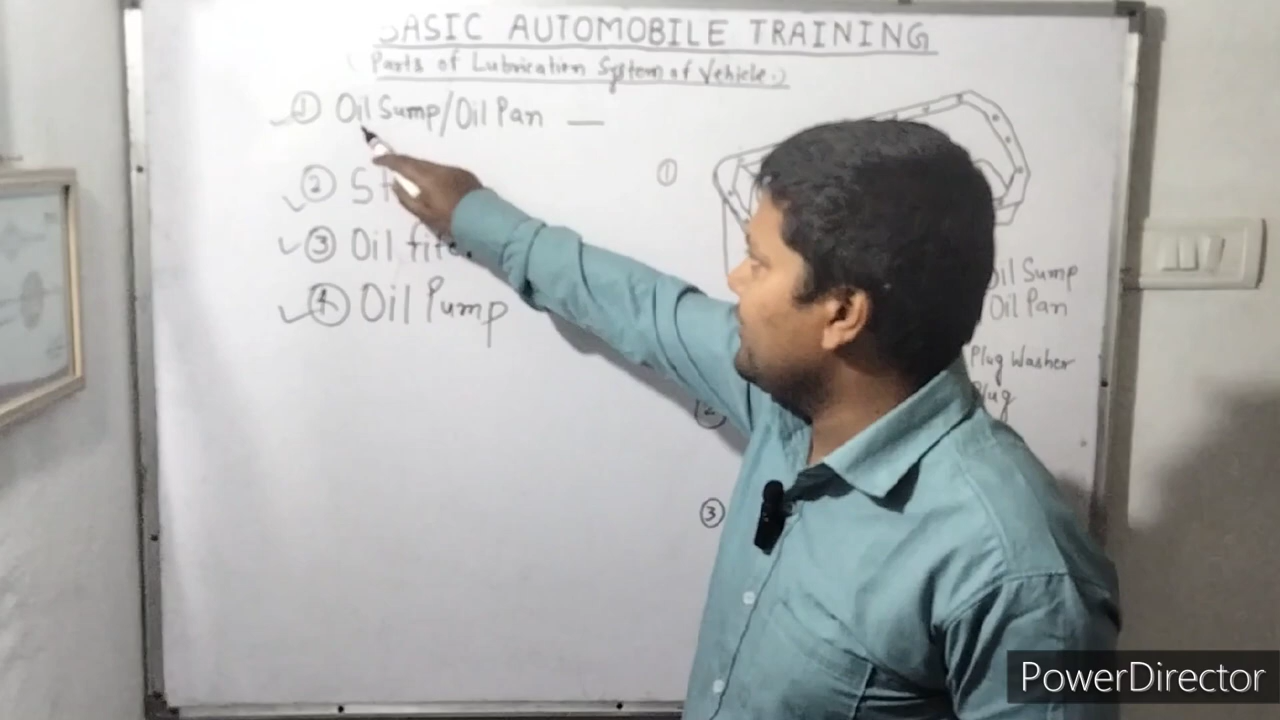 BASIC AUTOMOBILE TRAINING
( Parts of Lubrication System of Vehicle.)
① Oil Sump/Oil Pan —
②
③ Oil
④ Oil Pump
①
Oil Sump
Oil Pan
Plug Washer
Plug
②
③
PowerDirector